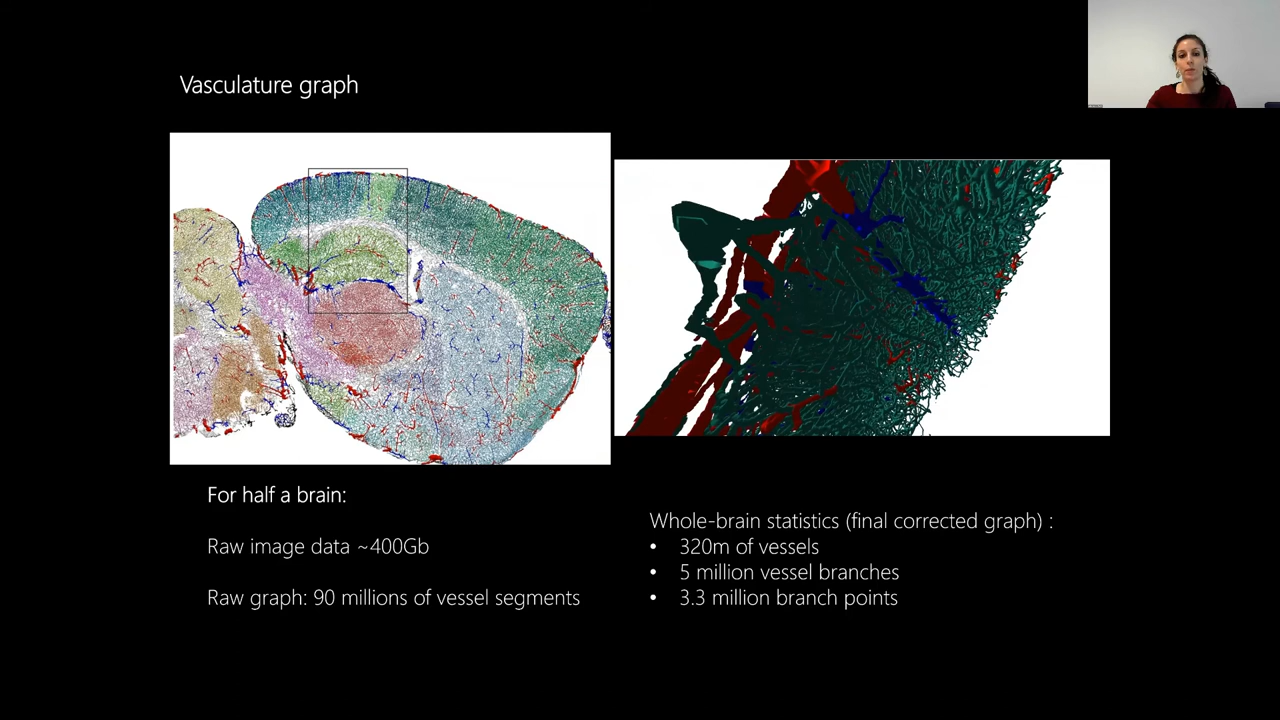 Vasculature graph
For half a brain:
Raw image data ~400Gb
Raw graph: 90 millions of vessel segments
Whole-brain statistics (final corrected graph) :
• 320m of vessels
• 5 million vessel branches
• 3.3 million branch points